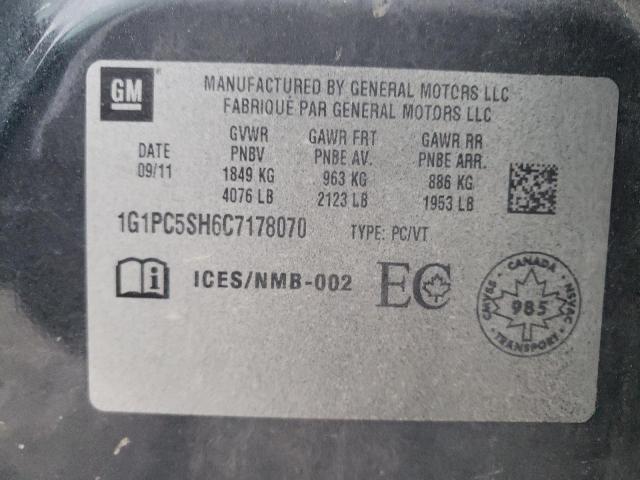 GM
MANUFACTURED BY GENERAL MOTORS LLC
FABRIQUÉ PAR GENERAL MOTORS LLC
DATE
09/11
GVWR
PNBV
1849 KG
4076 LB
GAWR FRT
PNBE AV.
963 KG
2123 LB
GAWR RR
PNBE ARR.
886 KG
1953 LB
1G1PC5SH6C7178070 TYPE: PC/VT
i ICES/NMB-002 EC
CANADA
CMVSS 985 NSVAC
TRANSPORT